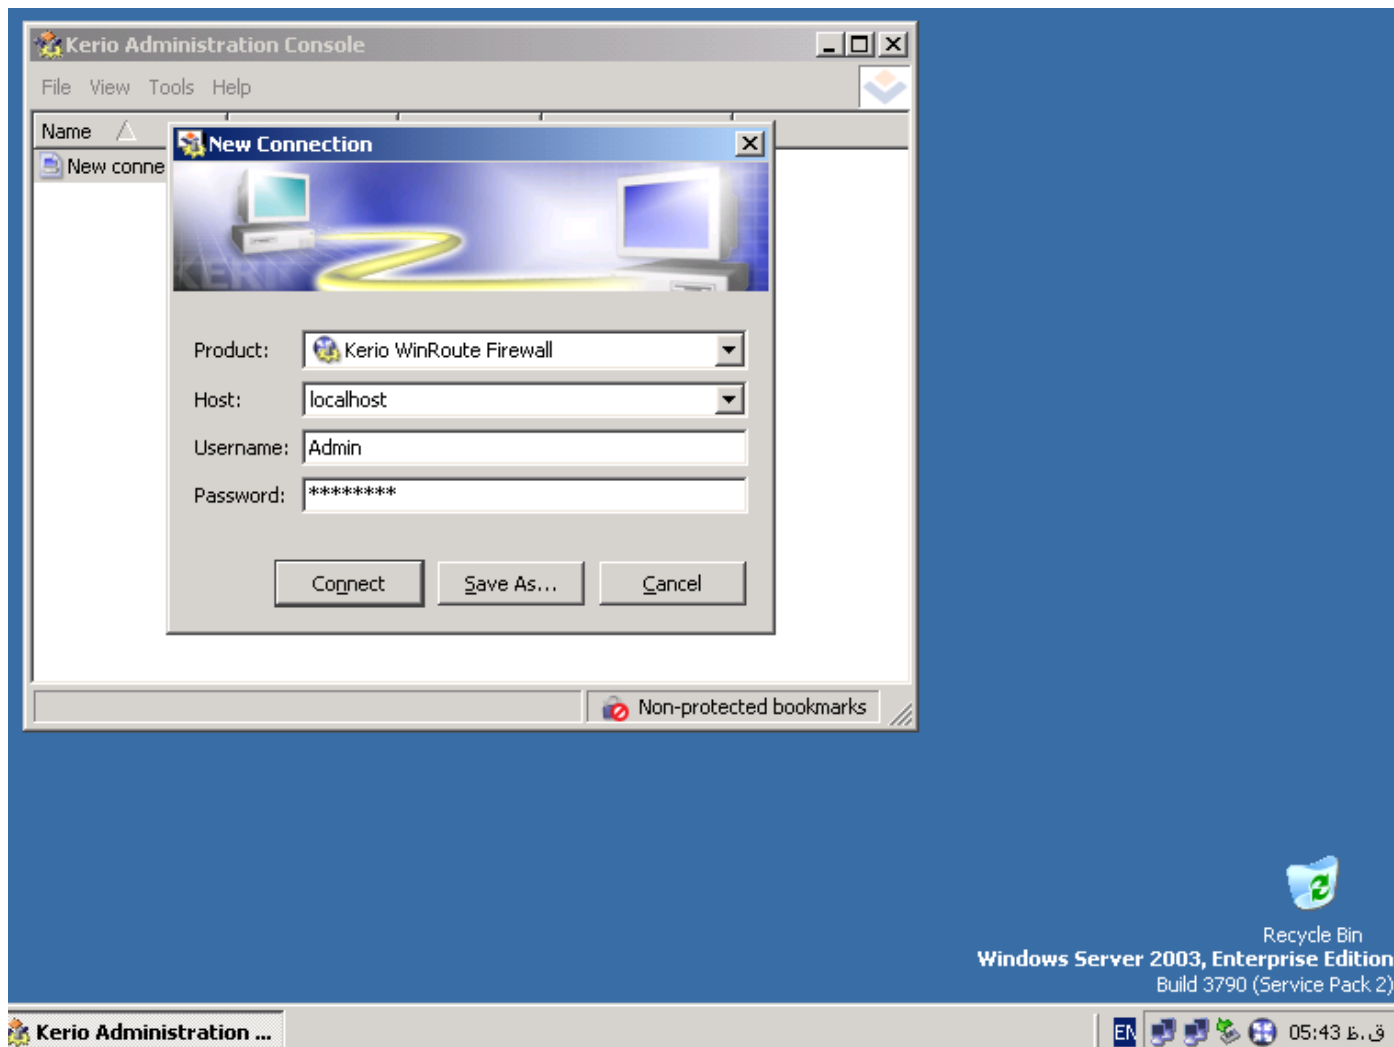 Kerio Administration Console
File View Tools Help
Name
New Connection
New conne
Product: Kerio WinRoute Firewall
Host: localhost
Username: Admin
Password: ********
Connect Save As... Cancel
Non-protected bookmarks
Recycle Bin
Windows Server 2003, Enterprise Edition
Build 3790 (Service Pack 2)
Kerio Administration ... EN 05:43 ق.ظ